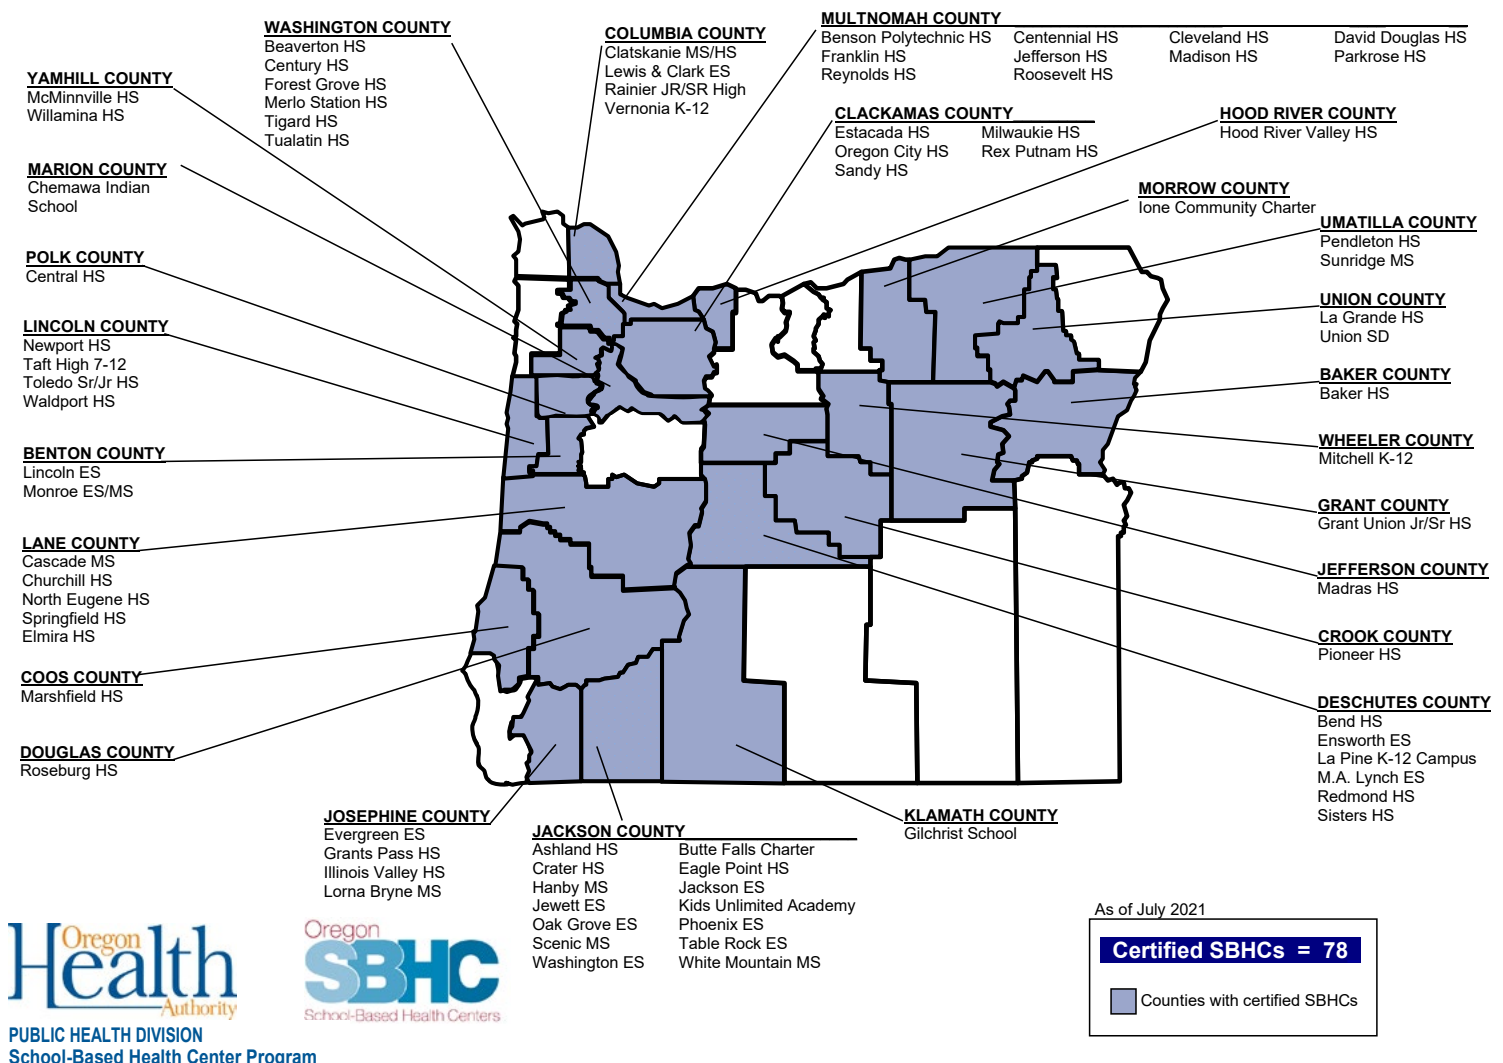 WASHINGTON COUNTY
Beaverton HS
Century HS
Forest Grove HS
Merlo Station HS
Tigard HS
Tualatin HS
COLUMBIA COUNTY
Clatskanie MS/HS
Lewis & Clark ES
Rainier JR/SR High
Vernonia K-12
MULTNOMAH COUNTY
Benson Polytechnic HS Centennial HS Cleveland HS David Douglas HS
Franklin HS Jefferson HS Madison HS Parkrose HS
Reynolds HS Roosevelt HS
YAMHILL COUNTY
McMinnville HS
Willamina HS
CLACKAMAS COUNTY
Estacada HS Milwaukie HS
Oregon City HS Rex Putnam HS
Sandy HS
HOOD RIVER COUNTY
Hood River Valley HS
MARION COUNTY
Chemawa Indian
School
MORROW COUNTY
Ione Community Charter
UMATILLA COUNTY
Pendleton HS
Sunridge MS
POLK COUNTY
Central HS
UNION COUNTY
La Grande HS
Union SD
LINCOLN COUNTY
Newport HS
Taft High 7-12
Toledo Sr/Jr HS
Waldport HS
BAKER COUNTY
Baker HS
BENTON COUNTY
Lincoln ES
Monroe ES/MS
WHEELER COUNTY
Mitchell K-12
GRANT COUNTY
Grant Union Jr/Sr HS
LANE COUNTY
Cascade MS
Churchill HS
North Eugene HS
Springfield HS
Elmira HS
JEFFERSON COUNTY
Madras HS
CROOK COUNTY
Pioneer HS
COOS COUNTY
Marshfield HS
DESCHUTES COUNTY
Bend HS
Ensworth ES
La Pine K-12 Campus
M.A. Lynch ES
Redmond HS
Sisters HS
DOUGLAS COUNTY
Roseburg HS
JOSEPHINE COUNTY
Evergreen ES
Grants Pass HS
Illinois Valley HS
Lorna Bryne MS
JACKSON COUNTY
Ashland HS Butte Falls Charter
Crater HS Eagle Point HS
Hanby MS Jackson ES
Jewett ES Kids Unlimited Academy
Oak Grove ES Phoenix ES
Scenic MS Table Rock ES
Washington ES White Mountain MS
KLAMATH COUNTY
Gilchrist School
As of July 2021
Certified SBHCs = 78
Counties with certified SBHCs
Oregon
Health
Authority
PUBLIC HEALTH DIVISION
School-Based Health Center Program
Oregon
SBHC
School-Based Health Centers